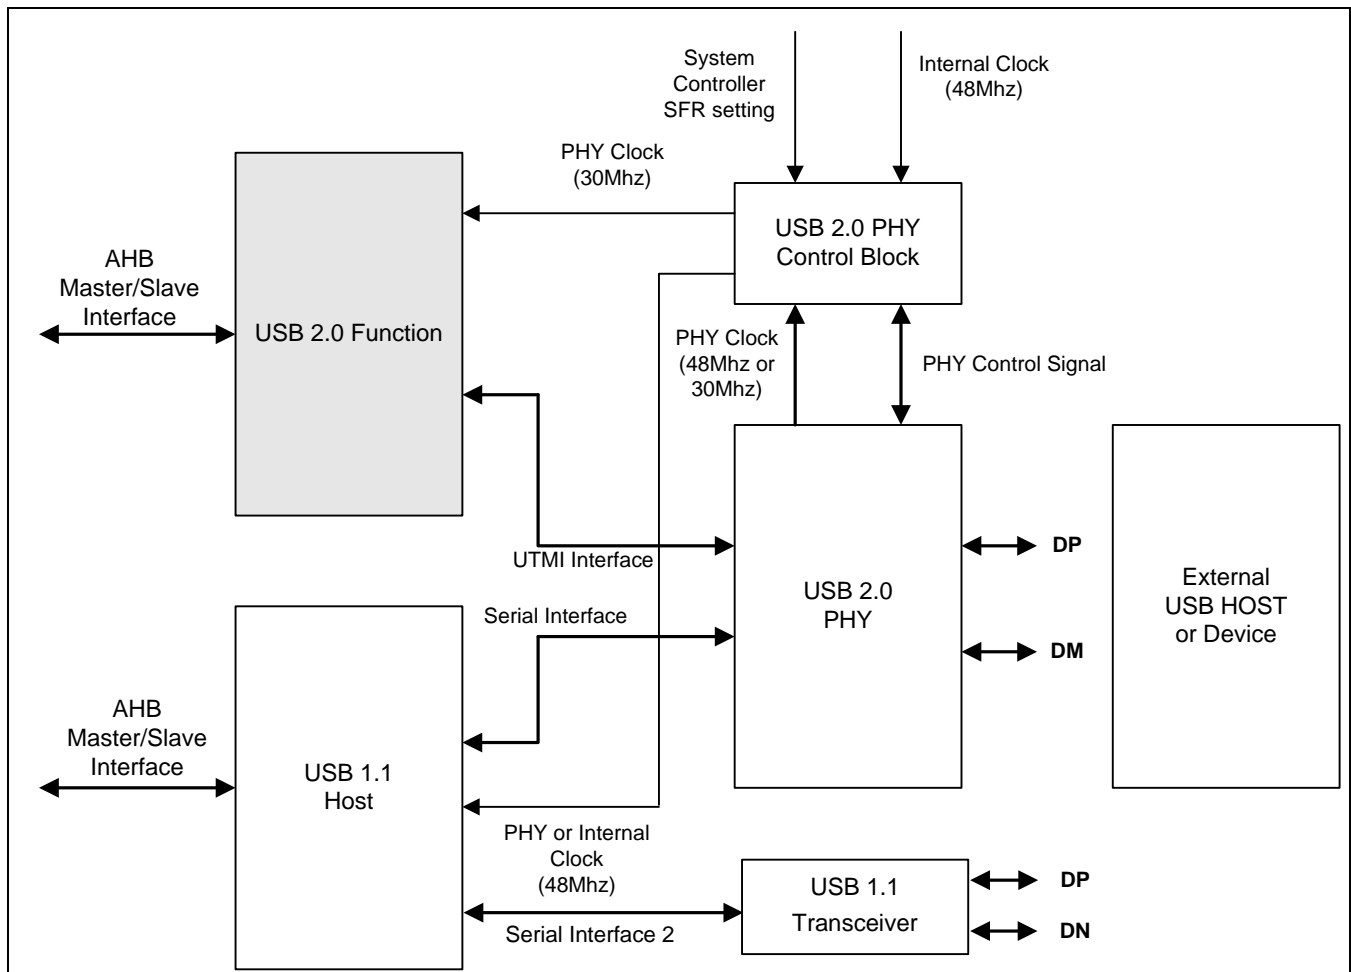 System
Controller
SFR setting
Internal Clock
(48Mhz)
PHY Clock
(30Mhz)
USB 2.0 PHY
Control Block
AHB
Master/Slave
Interface
USB 2.0 Function
PHY Clock
(48Mhz or
30Mhz)
PHY Control Signal
UTMI Interface
DP
USB 2.0
PHY
External
USB HOST
or Device
Serial Interface
DM
AHB
Master/Slave
Interface
USB 1.1
Host
PHY or Internal
Clock
(48Mhz)
USB 1.1
Transceiver
DP
Serial Interface 2
DN